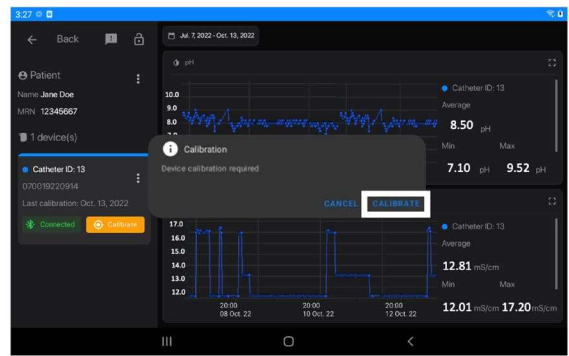 3:27
Back
Jul. 7, 2022 - Oct. 13, 2022
Patient
Name Jane Doe
MRN 12345667
1 device(s)
Catheter ID: 13
070019220914
Last calibration: Oct. 13, 2022
Connected
Calibrate
pH
10.0
9.0
8.0
7.0
Catheter ID: 13
Average
8.50 pH
Min Max
7.10 pH 9.52 pH
Calibration
Device calibration required
CANCEL CALIBRATE
17.0
16.0
15.0
14.0
13.0
12.0
20:00 20:00 20:00
08 Oct. 22 10 Oct. 22 12 Oct. 22
Catheter ID: 13
Average
12.81 mS/cm
Min Max
12.01 mS/cm 17.20 mS/cm